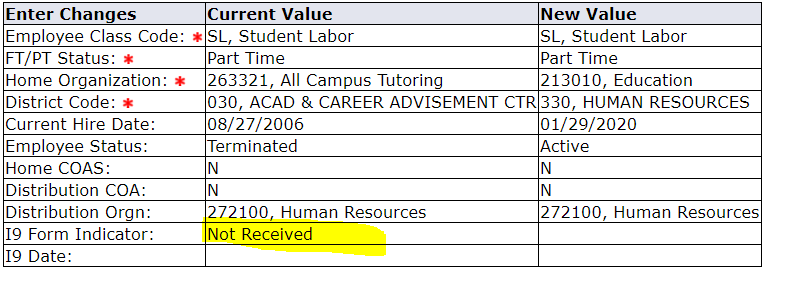 Enter Changes Current Value New Value
Employee Class Code: * SL, Student Labor SL, Student Labor
FT/PT Status: * Part Time Part Time
Home Organization: * 263321, All Campus Tutoring 213010, Education
District Code: * 030, ACAD & CAREER ADVISEMENT CTR 330, HUMAN RESOURCES
Current Hire Date: 08/27/2006 01/29/2020
Employee Status: Terminated Active
Home COAS: N N
Distribution COA: N N
Distribution Orgn: 272100, Human Resources 272100, Human Resources
I9 Form Indicator: Not Received
I9 Date: